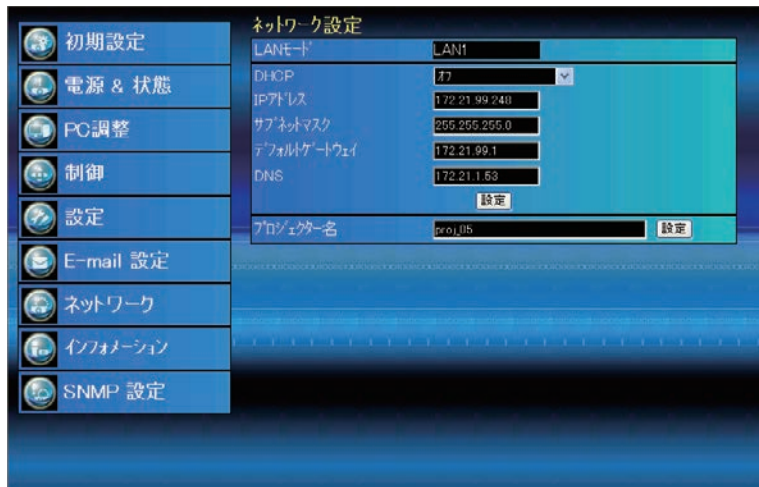 初期設定
電源 & 状態
PC調整
制御
設定
E-mail 設定
ネットワーク
インフォメーション
SNMP 設定
ネットワーク設定
LANモード LAN1
DHCP オフ
IPアドレス 172.21.99.248
サブネットマスク 255.255.255.0
デフォルトゲートウェイ 172.21.99.1
DNS 172.21.1.53
設定
プロジェクター名 proj_05 設定